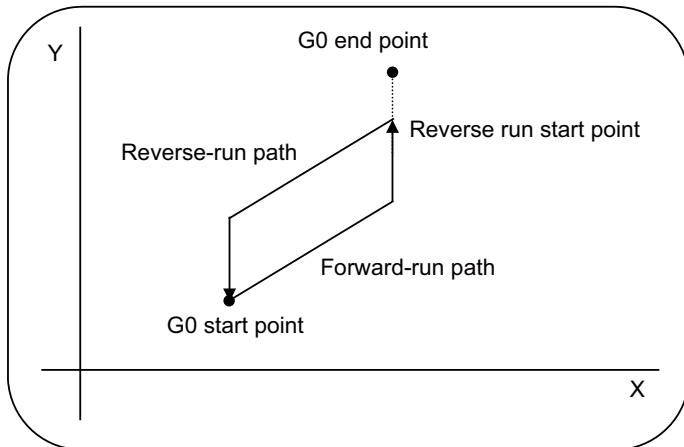 G0 end point
Y
Reverse run start point
Reverse-run path
Forward-run path
G0 start point
X